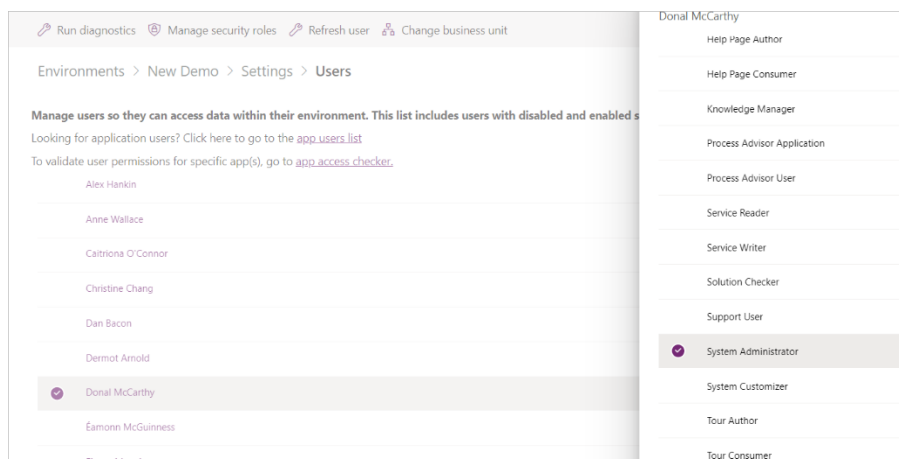 Run diagnostics Manage security roles Refresh user Change business unit
Environments > New Demo > Settings > Users
Manage users so they can access data within their environment. This list includes users with disabled and enabled s
Looking for application users? Click here to go to the app users list
To validate user permissions for specific app(s), go to app access checker.
Alex Hankin
Anne Wallace
Caitriona O'Connor
Christine Chang
Dan Bacon
Dermot Arnold
Donal McCarthy
Éamonn McGuinness
Donal McCarthy
Help Page Author
Help Page Consumer
Knowledge Manager
Process Advisor Application
Process Advisor User
Service Reader
Service Writer
Solution Checker
Support User
System Administrator
System Customizer
Tour Author
Tour Consumer